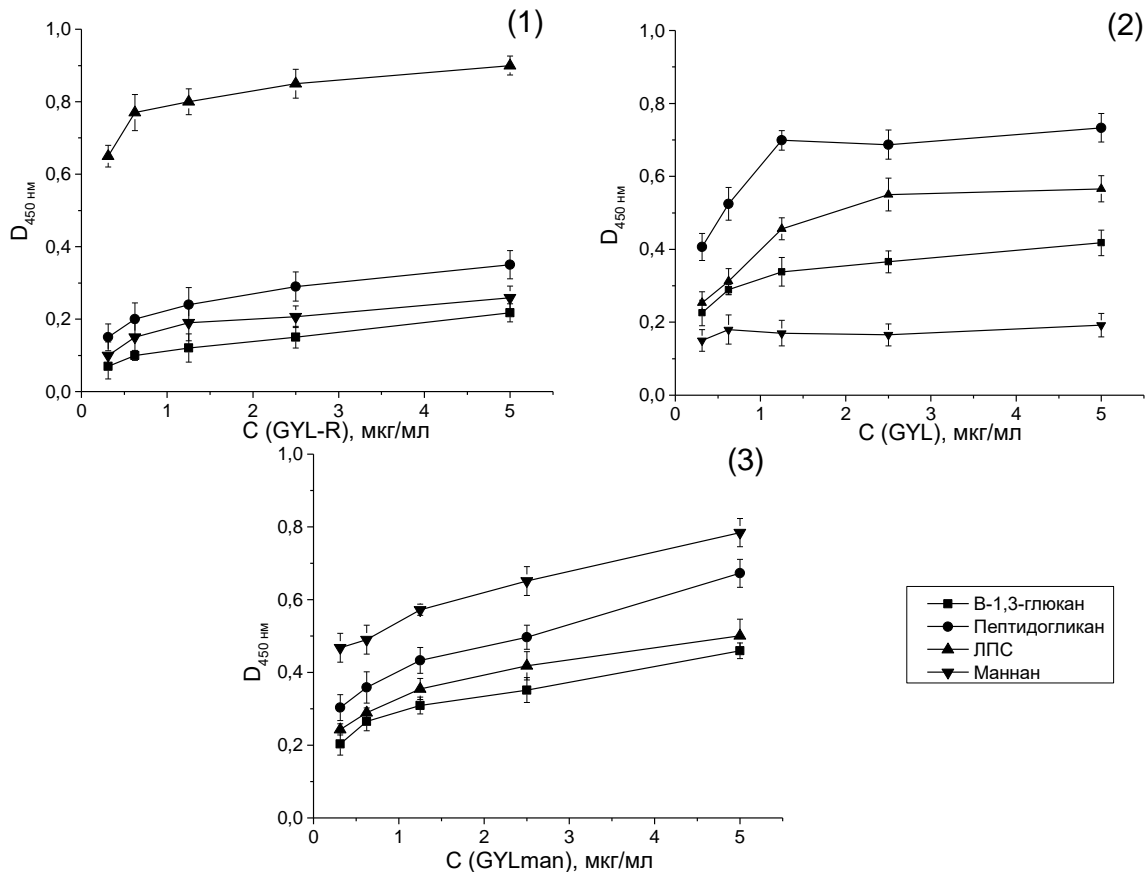 (1)
1,0
0,8
0,6
0,4
0,2
0,0
D450 нм
0 1 2 3 4 5
C (GYL-R), мкг/мл
(2)
1,0
0,8
0,6
0,4
0,2
0,0
D450 нм
0 1 2 3 4 5
C (GYL), мкг/мл
(3)
1,0
0,8
0,6
0,4
0,2
0,0
D450 нм
0 1 2 3 4 5
C (GYLman), мкг/мл
В-1,3-глюкан
Пептидогликан
ЛПС
Маннан